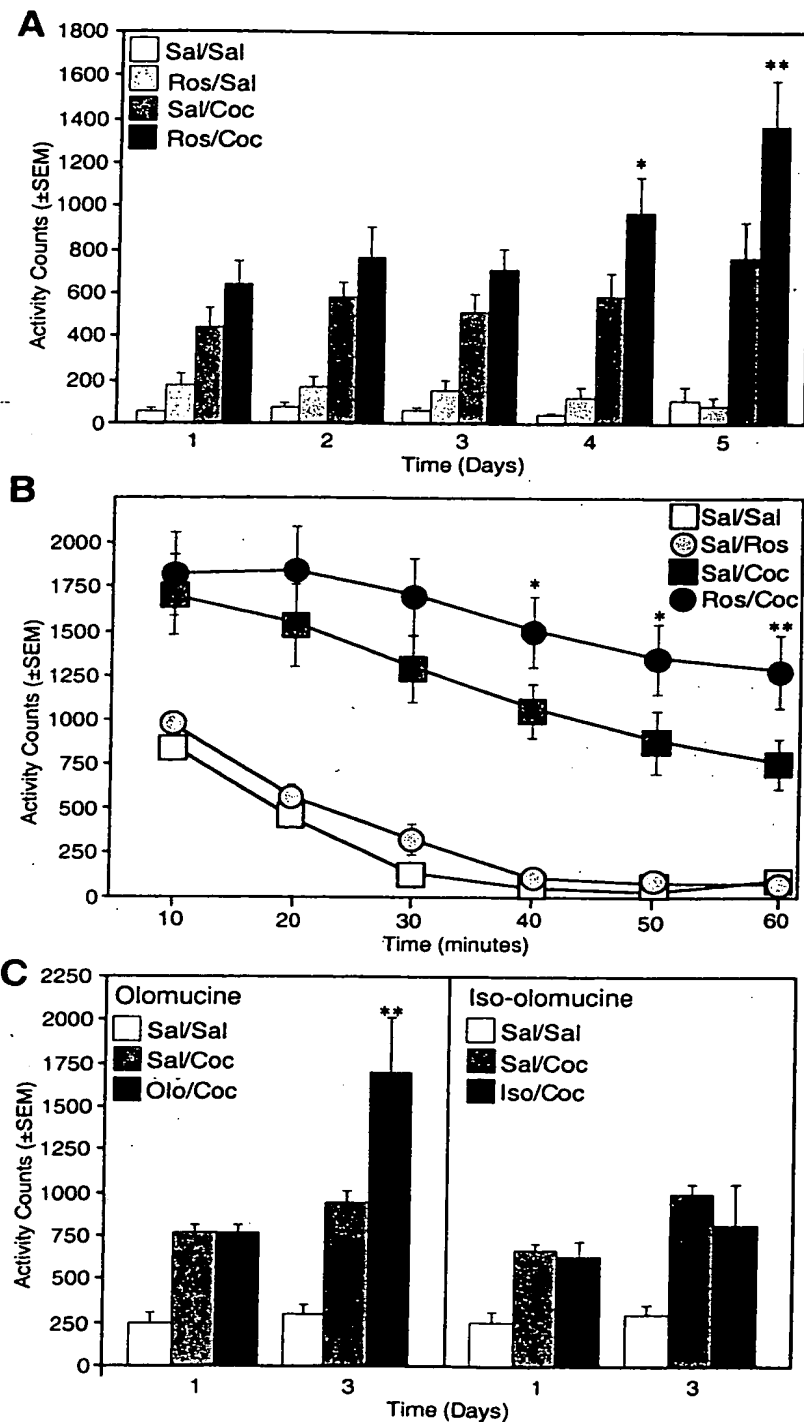 A
1800
1600
1400
1200
1000
800
600
400
200
0
Activity Counts (±SEM)
Sal/Sal
Ros/Sal
Sal/Coc
Ros/Coc
*
**
1 2 3 4 5
Time (Days)
B
2000
1750
1500
1250
1000
750
500
250
0
Activity Counts (±SEM)
Sal/Sal
Sal/Ros
Sal/Coc
Ros/Coc
*
*
**
10 20 30 40 50 60
Time (minutes)
C
2250
2000
1750
1500
1250
1000
750
500
250
0
Activity Counts (±SEM)
Olomucine
Sal/Sal
Sal/Coc
Olo/Coc
**
Iso-olomucine
Sal/Sal
Sal/Coc
Iso/Coc
1 3 1 3
Time (Days)